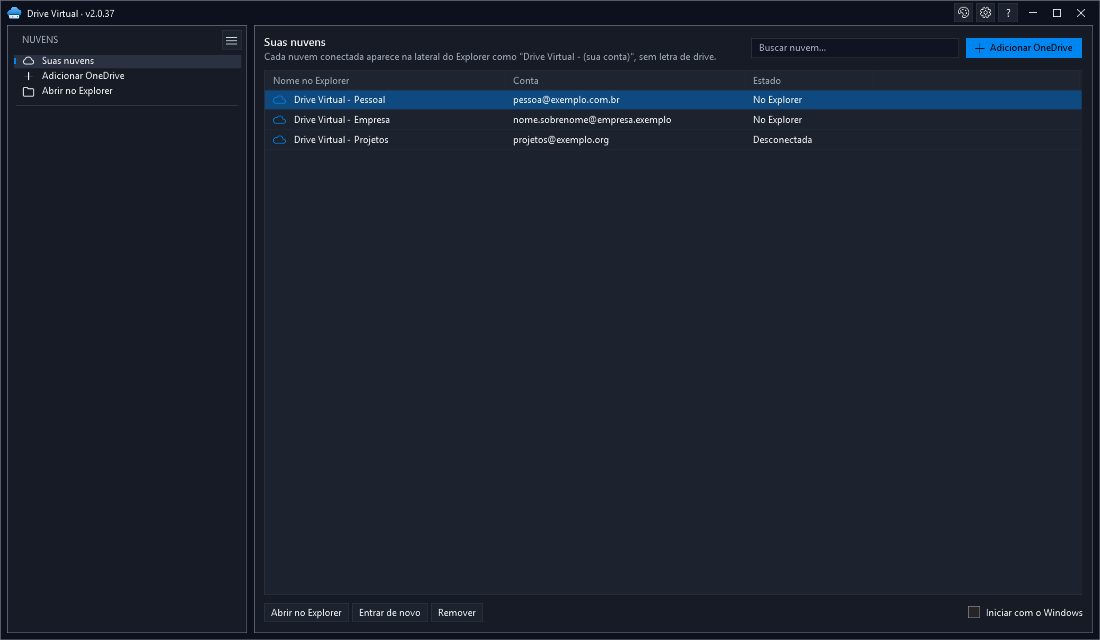 Drive Virtual - v2.0.37
?
NUVENS
Suas nuvens
Adicionar OneDrive
Abrir no Explorer
Suas nuvens
Cada nuvem conectada aparece na lateral do Explorer como "Drive Virtual - (sua conta)", sem letra de drive.
Buscar nuvem...
Adicionar OneDrive
Nome no Explorer Conta Estado
Drive Virtual - Pessoal pessoa@exemplo.com.br No Explorer
Drive Virtual - Empresa nome.sobrenome@empresa.exemplo No Explorer
Drive Virtual - Projetos projetos@exemplo.org Desconectada
Abrir no Explorer Entrar de novo Remover Iniciar com o Windows